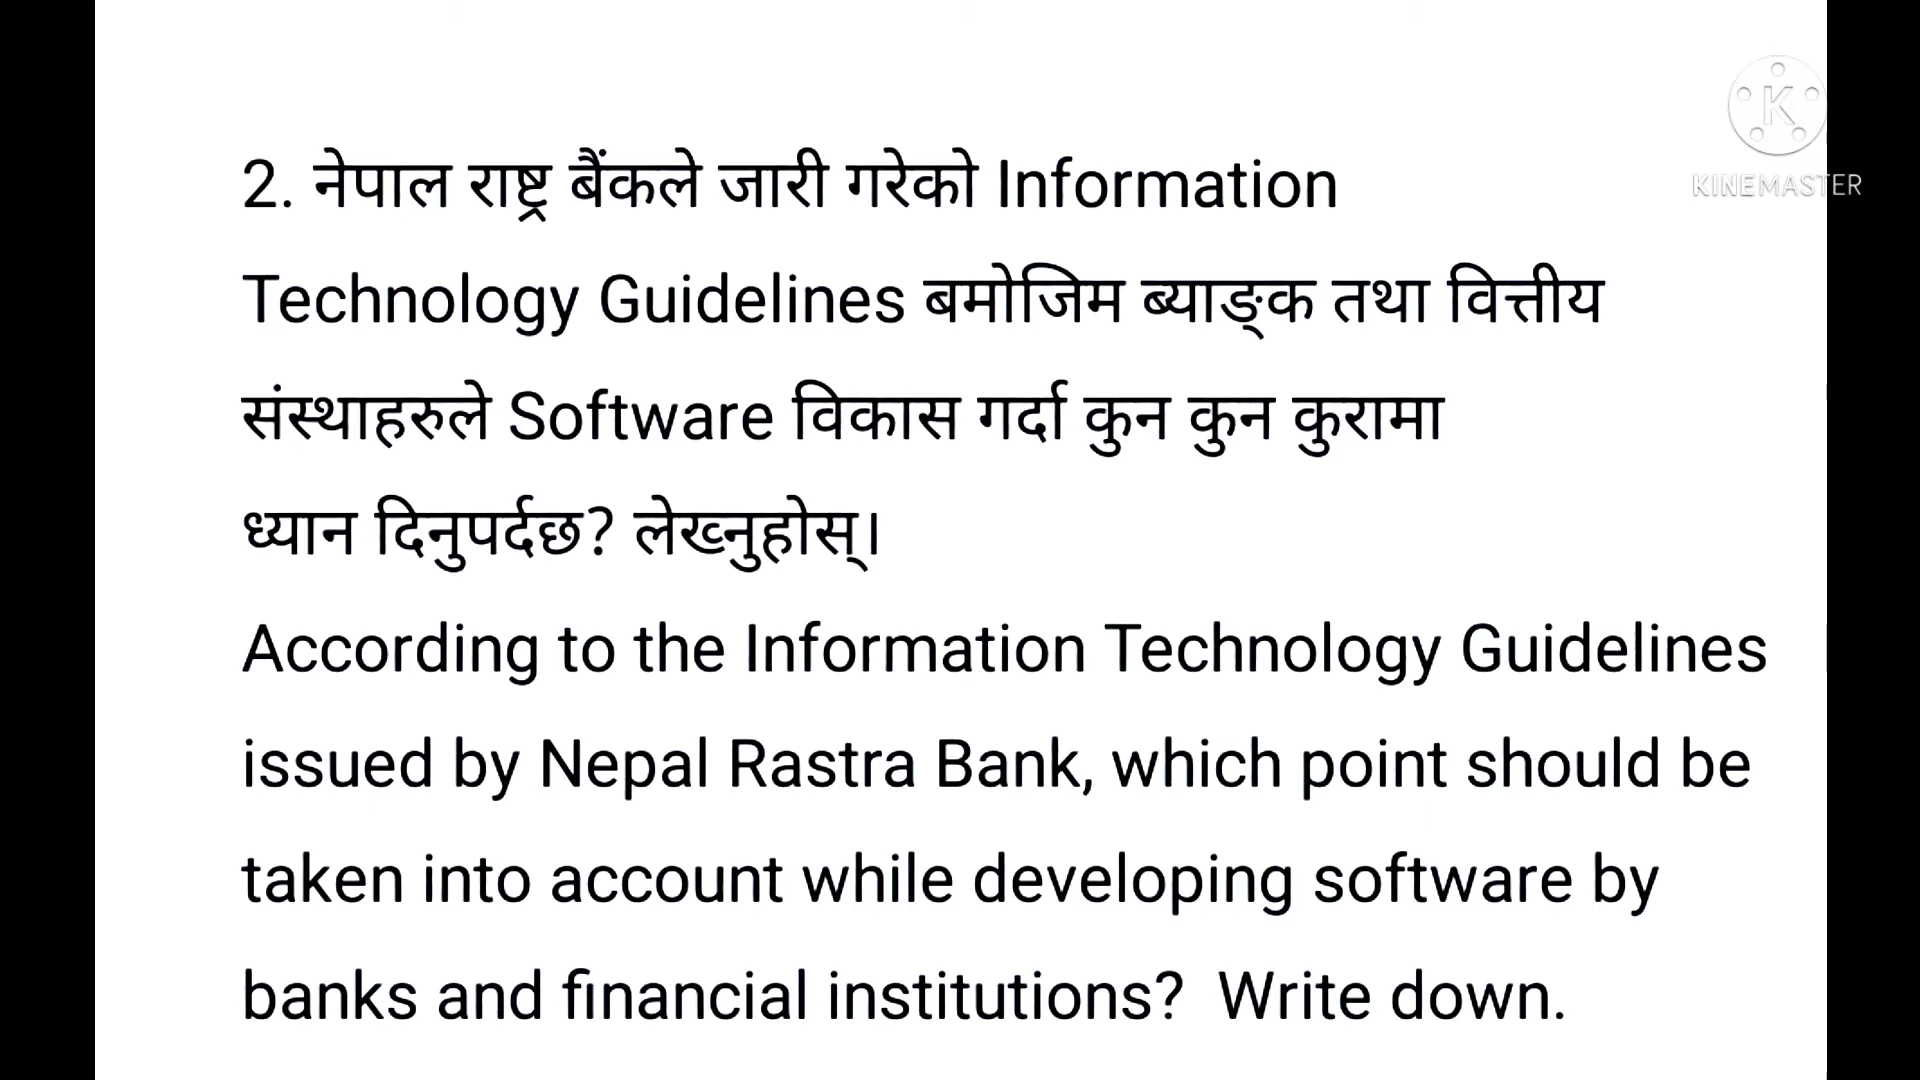 2. नेपाल राष्ट्र बैंकले जारी गरेको Information
Technology Guidelines बमोजिम ब्याङ्क तथा वित्तीय
संस्थाहरुले Software विकास गर्दा कुन कुन कुरामा
ध्यान दिनुपर्दछ? लेख्नुहोस्।
According to the Information Technology Guidelines
issued by Nepal Rastra Bank, which point should be
taken into account while developing software by
banks and financial institutions? Write down.
K
KINEMASTER